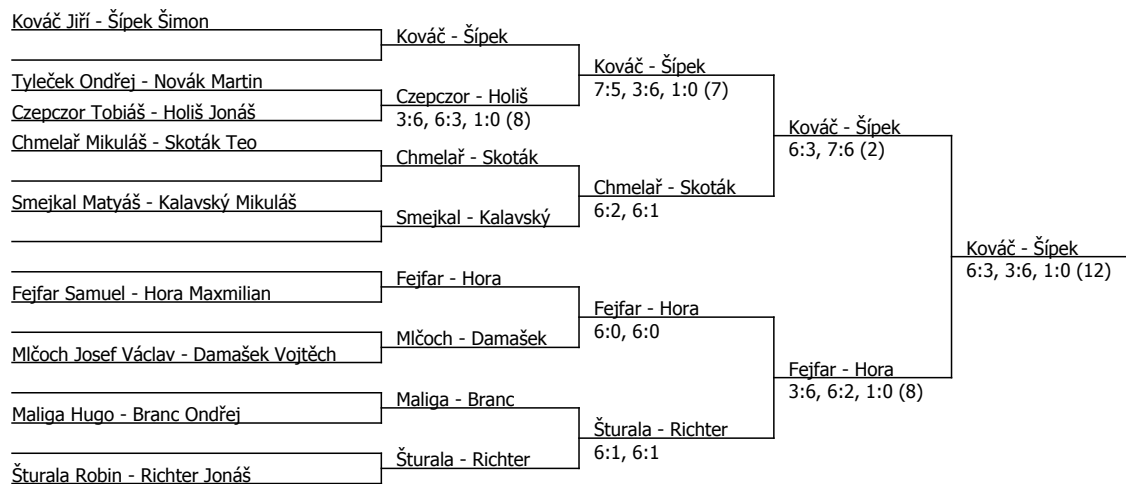 Kováč Jiří - Šípek Šimon
Tyleček Ondřej - Novák Martin
Czepczor Tobiáš - Holiš Jonáš
Chmelař Mikuláš - Skoták Teo
Smejkal Matyáš - Kalavský Mikuláš
Fejfar Samuel - Hora Maxmilian
Mlčoch Josef Václav - Damašek Vojtěch
Maliga Hugo - Branc Ondřej
Šturala Robin - Richter Jonáš
Kováč - Šípek
Czepczor - Holiš
3:6, 6:3, 1:0 (8)
Chmelař - Skoták
Smejkal - Kalavský
Fejfar - Hora
Mlčoch - Damašek
Maliga - Branc
Šturala - Richter
Kováč - Šípek
7:5, 3:6, 1:0 (7)
Chmelař - Skoták
6:2, 6:1
Fejfar - Hora
6:0, 6:0
Šturala - Richter
6:1, 6:1
Kováč - Šípek
6:3, 7:6 (2)
Fejfar - Hora
3:6, 6:2, 1:0 (8)
Kováč - Šípek
6:3, 3:6, 1:0 (12)